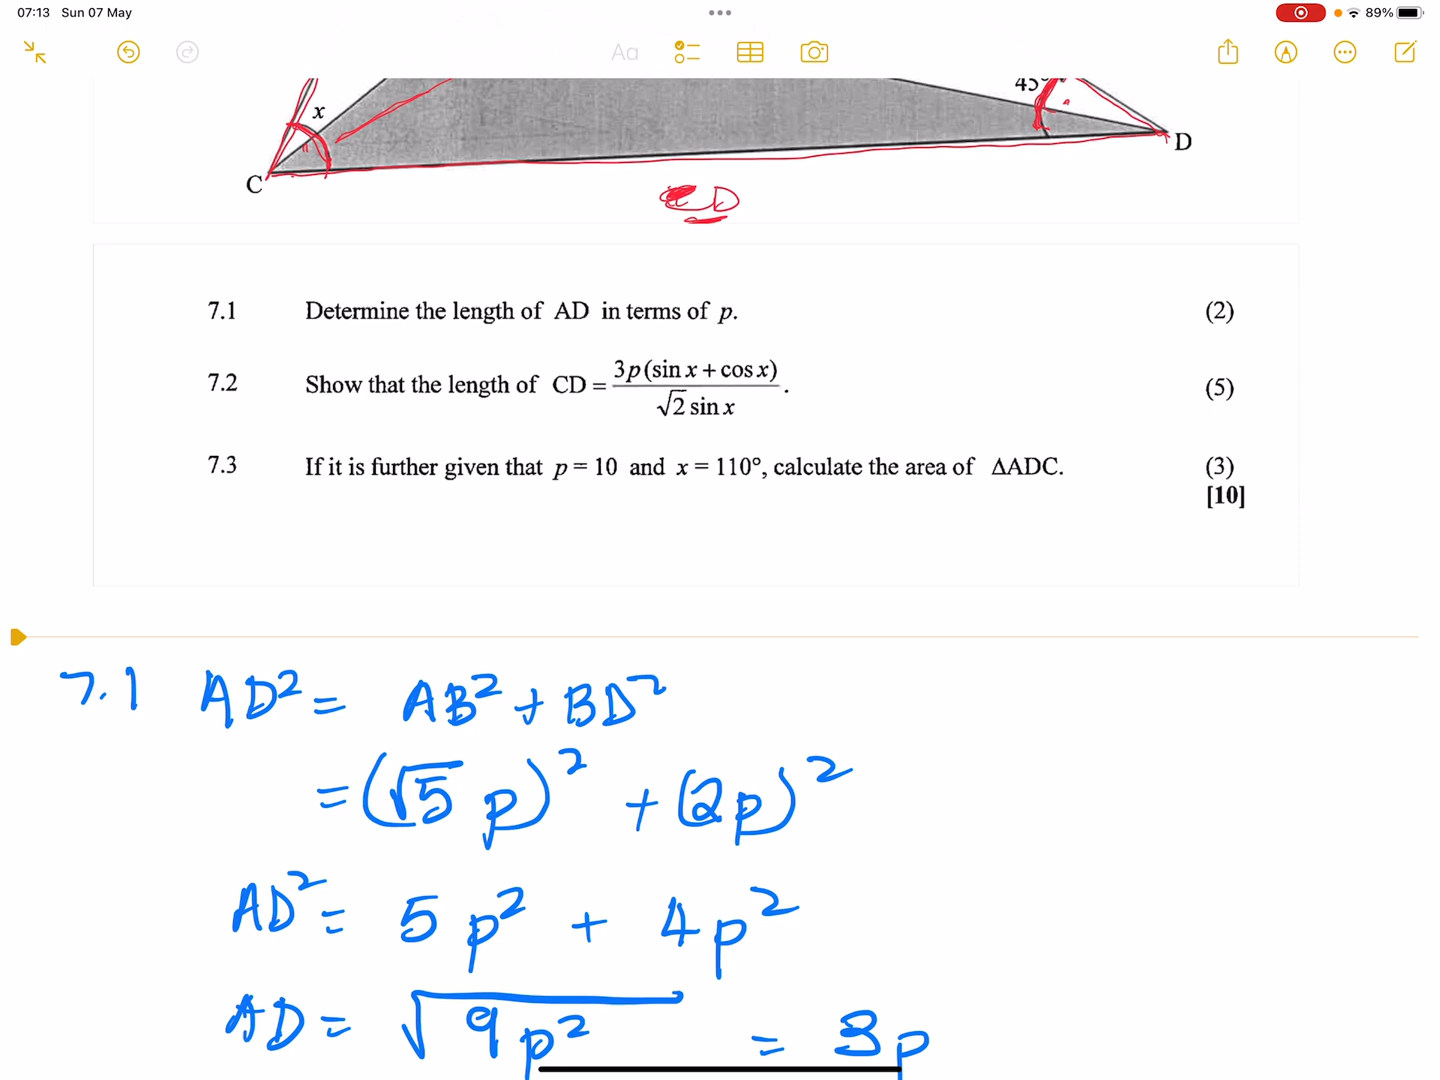 07:13 Sun 07 May
89%
Aa
45°
x
C
D
CD
7.1 Determine the length of AD in terms of p. (2)
7.2 Show that the length of CD = 3p(sin x + cos x) / √2 sin x . (5)
7.3 If it is further given that p = 10 and x = 110°, calculate the area of ΔADC. (3)
[10]
7.1 AD² = AB² + BD²
= (√5 p)² + (2p)²
AD² = 5p² + 4p²
AD = √9p² = 3p